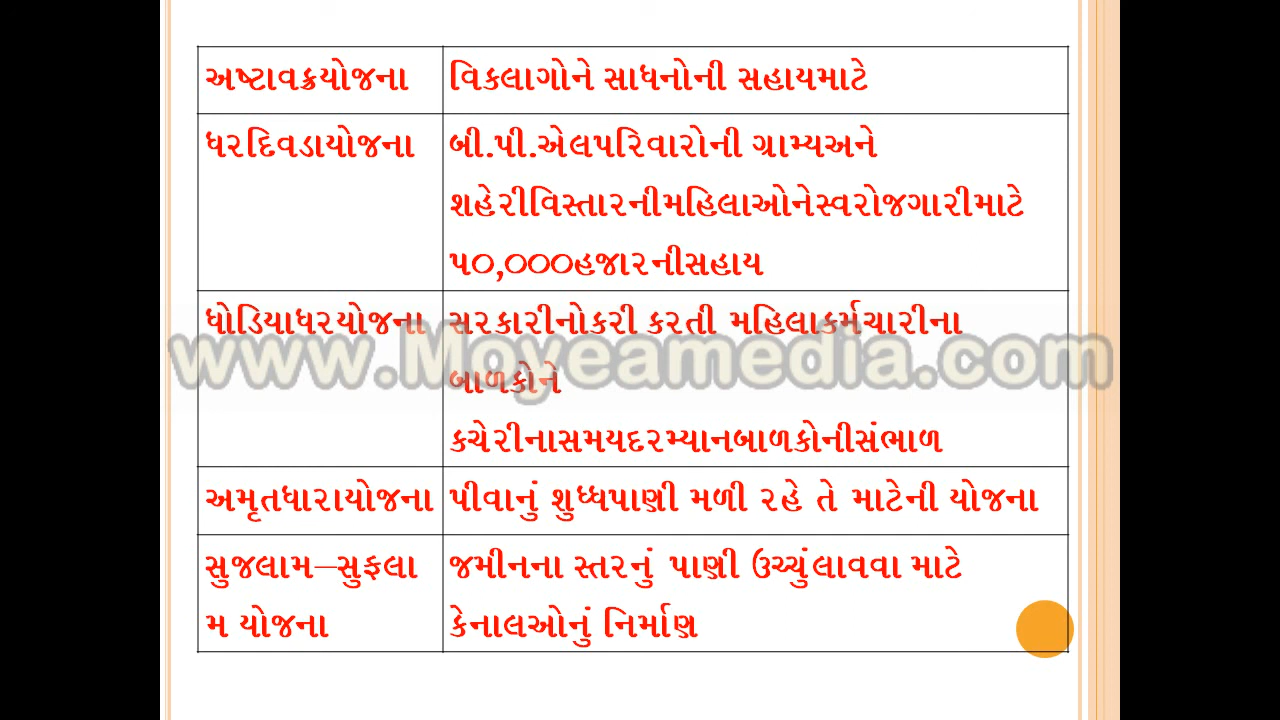 અષ્ટાવક્રયોજના વિકલાગોને સાધનોની સહાયમાટે
ધરદિવડાયોજના બી.પી.એલપરિવારોની ગ્રામ્યઅને
શહેરીવિસ્તારનીમહિલાઓનેસ્વરોજગારીમાટે
૫૦,૦૦૦હજારનીસહાય
ધોડિયાધરયોજના સરકારીનોકરી કરતી મહિલાકર્મચારીના
બાળકોને
કચેરીનાસમયદરમ્યાનબાળકોનીસંભાળ
www.Moyeamedia.com
અમૃતધારાયોજના પીવાનું શુધ્ધપાણી મળી રહે તે માટેની યોજના
સુજલામ–સુફલા જમીનના સ્તરનું પાણી ઉચ્ચુંલાવવા માટે
મ યોજના કેનાલઓનું નિર્માણ